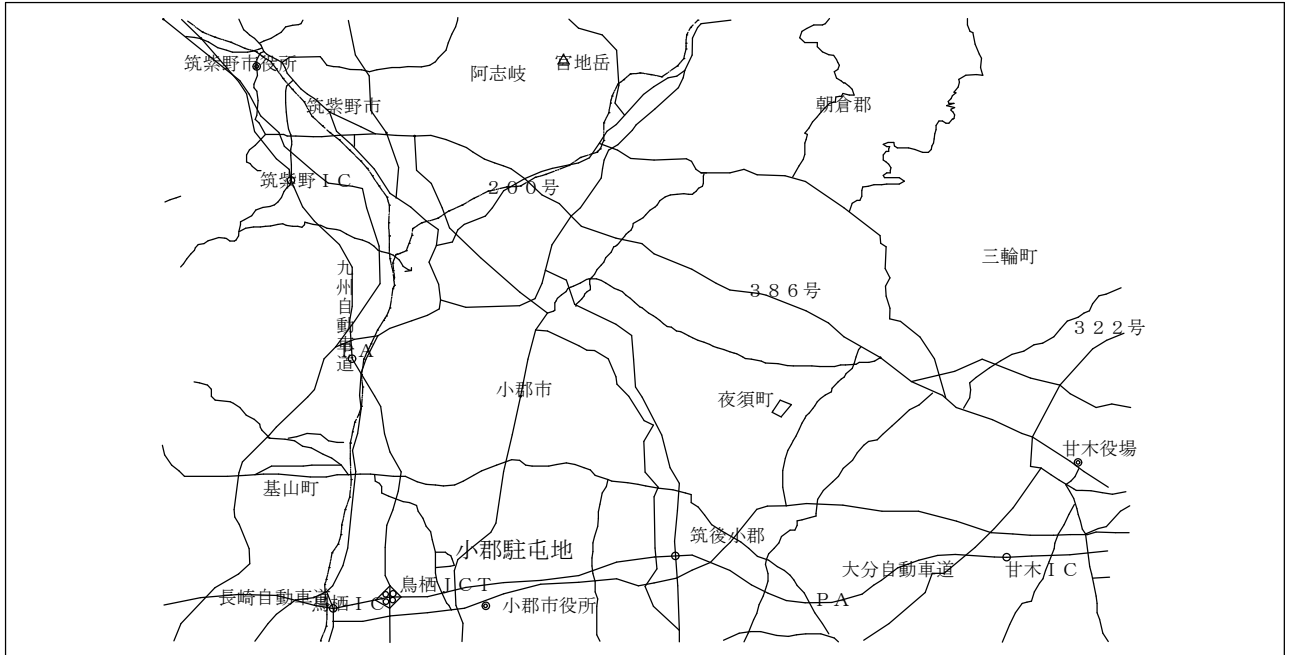 筑紫野市役所
宮地岳
阿志岐
筑紫野市
朝倉郡
筑紫野ＩＣ
２００号
三輪町
九州自動車道
３８６号
３２２号
ＰＡ
小郡市
夜須町
甘木役場
基山町
筑後小郡
小郡駐屯地
大分自動車道
甘木ＩＣ
鳥栖ＪＣＴ
長崎自動車道
鳥栖ＩＣ
小郡市役所
ＰＡ